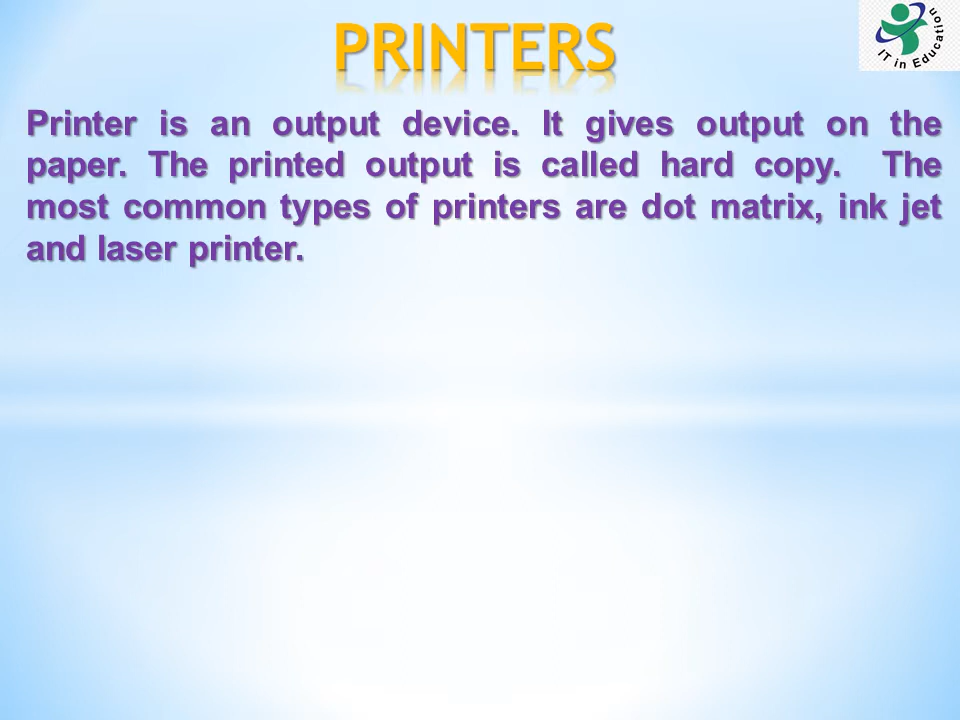 PRINTERS
IT in Education
Printer is an output device. It gives output on the
paper. The printed output is called hard copy. The
most common types of printers are dot matrix, ink jet
and laser printer.